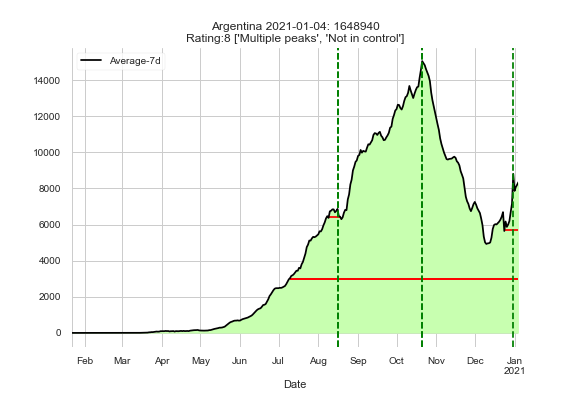 Argentina 2021-01-04: 1648940
Rating:8 ['Multiple peaks', 'Not in control']
Average-7d
14000
12000
10000
8000
6000
4000
2000
0
Feb Mar Apr May Jun Jul Aug Sep Oct Nov Dec Jan
2021
Date